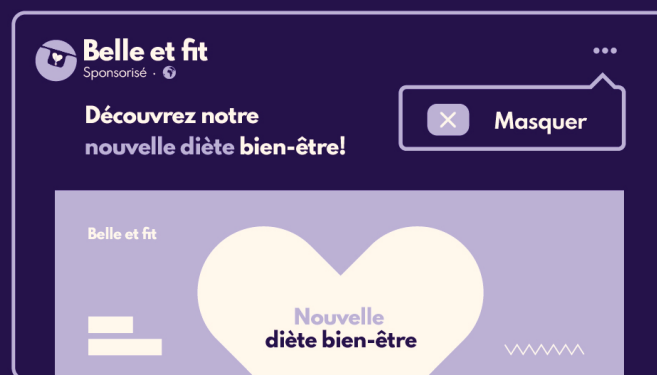 Belle et fit
Sponsorisé ·
Masquer
Découvrez notre
nouvelle diète bien-être!
Belle et fit
Nouvelle
diète bien-être